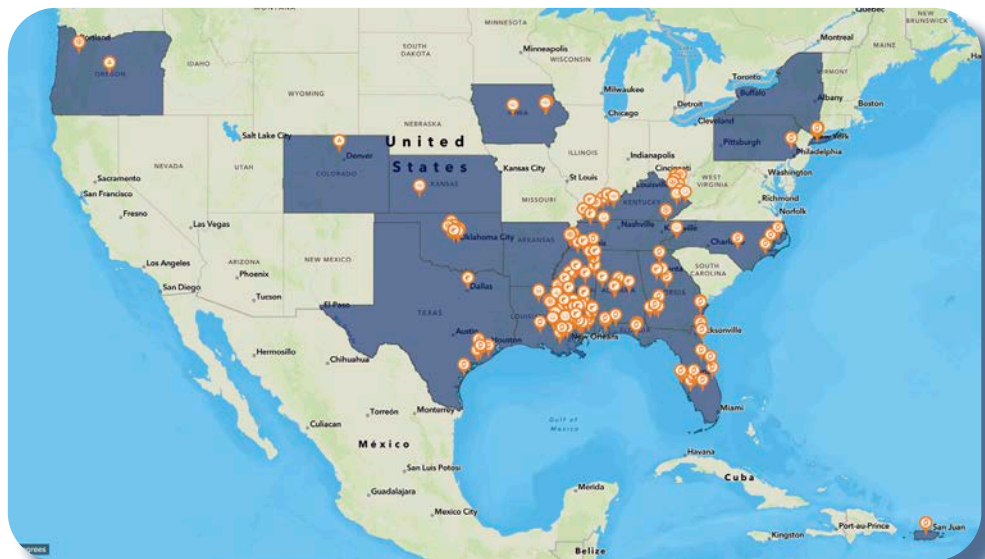 Quebec
NEW
BRUNSWICK
MINNESOTA
Montreal
MAINE
Portland
SOUTH
DAKOTA
Minneapolis
WISCONSIN
Toronto
VERMONT
OREGON
IDAHO
WYOMING
Milwaukee
Buffalo
Albany
Boston
Detroit
Chicago
IOWA
Cleveland
NEBRASKA
Salt Lake City
United
States
Pittsburgh
York
Philadelphia
ILLINOIS
Indianapolis
Cincinnati
Denver
COLORADO
NEVADA
UTAH
Kansas City
KANSAS
St Louis
Louisville
WEST
VIRGINIA
Washington
Sacramento
San Francisco
MISSOURI
KENTUCKY
Richmond
Norfolk
Fresno
Las Vegas
Nashville
Oklahoma City
ARKANSAS
SOUTH
CAROLINA
Los Angeles
ARIZONA
NEW MEXICO
Phoenix
San Diego
Tucson
Dallas
El Paso
TEXAS
Austin
Houston
New Orleans
Hermosillo
Chihuahua
Torreón
Monterrey
Gulf of
Mexico
Miami
Culiacan
México
Havana
San Luis Potosi
Cuba
Guadalajara
Merida
Mexico City
Port-au-Prince
San Juan
Kingston
Belize